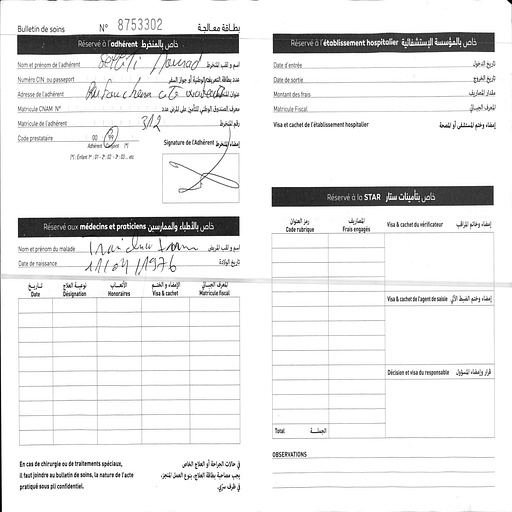 Bulletin de soins N° 8753302 بطاقة معالجة
Réservé à l'adhérent خاص بالمنخرط
Nom et prénom de l'adhérent Mourad اسم و لقب المنخرط
Numéro CIN ou passeport عدد بطاقة التعريف الوطنية أو جواز السفر
Adresse de l'adhérent cité عنوان المنخرط
Matricule CNAM N° معرف الصندوق الوطني للتأمين على المرض عدد
Matricule de l'adhérent 312 رقم المنخرط
Code prestataire 00 99 Signature de l'Adhérent إمضاء المنخرط
Adhérent Conjoint (*)
(*) : Enfant 1er : 01 - 2è : 02 - 3è : 03 ... etc
Réservé aux médecins et praticiens خاص بالأطباء والممارسين
Nom et prénom du malade اسم و لقب المريض
Date de naissance 11/04/1976 تاريخ الولادة
تاريخ نوعية العلاج الأتعاب الإمضاء و الختم المعرف الجبائي
Date Désignation Honoraires Visa & cachet Matricule fiscal
En cas de chirurgie ou de traitements spéciaux,
il faut joindre au bulletin de soins, la nature de l'acte
pratiqué sous pli confidentiel.
في حالات الجراحة أو العلاج الخاص
يجب مصاحبة بطاقة العلاج، بنوع العمل المنجز،
في ظرف سري.
Réservé à l'établissement hospitalier خاص بالمؤسسة الإستشفائية
Date d'entrée تاريخ الدخول
Date de sortie تاريخ الخروج
Montant des frais مقدار المصاريف
Matricule Fiscal المعرف الجبائي
Visa et cachet de l'établissement hospitalier إمضاء وختم المستشفى أو المصحة
Réservé à la STAR خاص بتأمينات ستار
رمز العنوان المصاريف
Code rubrique Frais engagés Visa & cachet du vérificateur إمضاء وخاتم المراقب
Visa & cachet de l'agent de saisie إمضاء وختم الضبط الآلي
Décision et visa du responsable قرار وإمضاء المسؤول
Total الجملة
OBSERVATIONS